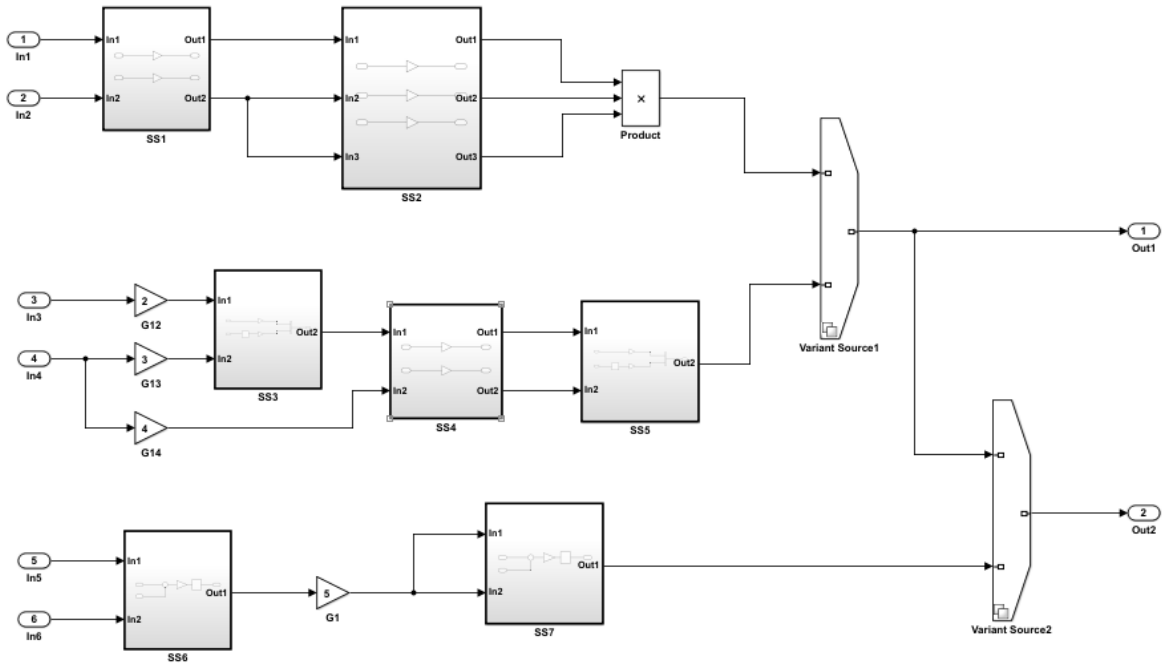 1
In1
2
In2
In1
In2
Out1
Out2
SS1
In1
In2
In3
Out1
Out2
Out3
SS2
×
Product
Variant Source1
1
Out1
3
In3
4
In4
2
G12
3
G13
4
G14
In1
In2
Out2
SS3
In1
In2
Out1
Out2
SS4
In1
In2
Out2
SS5
5
In5
6
In6
In1
In2
Out1
SS6
5
G1
In1
In2
Out1
SS7
Variant Source2
2
Out2